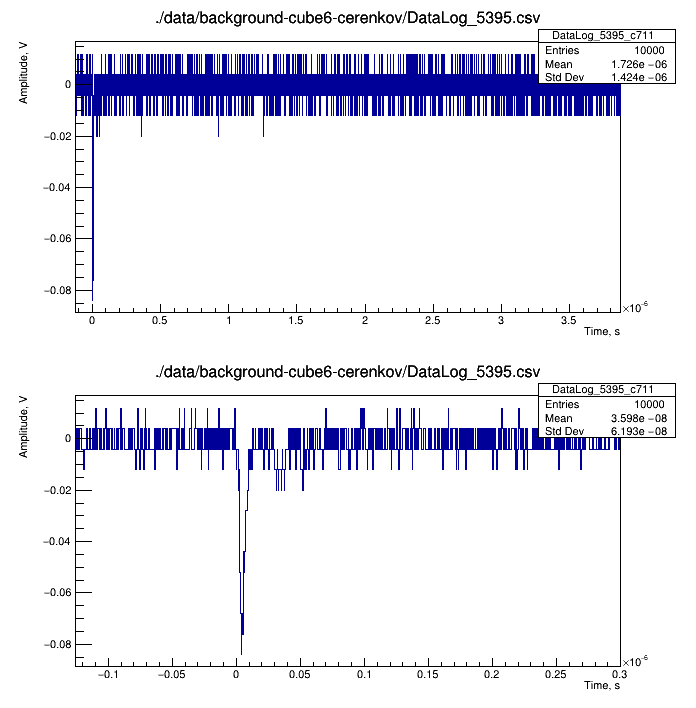 ./data/background-cube6-cerenkov/DataLog_5395.csv
DataLog_5395_c711
Entries 10000
Mean 1.726e −06
Std Dev 1.424e −06
Amplitude, V
0
−0.02
−0.04
−0.06
−0.08
0 0.5 1 1.5 2 2.5 3 3.5
×10−6
Time, s
./data/background-cube6-cerenkov/DataLog_5395.csv
DataLog_5395_c711
Entries 10000
Mean 3.598e −08
Std Dev 6.193e −08
Amplitude, V
0
−0.02
−0.04
−0.06
−0.08
−0.1 −0.05 0 0.05 0.1 0.15 0.2 0.25 0.3
×10−6
Time, s